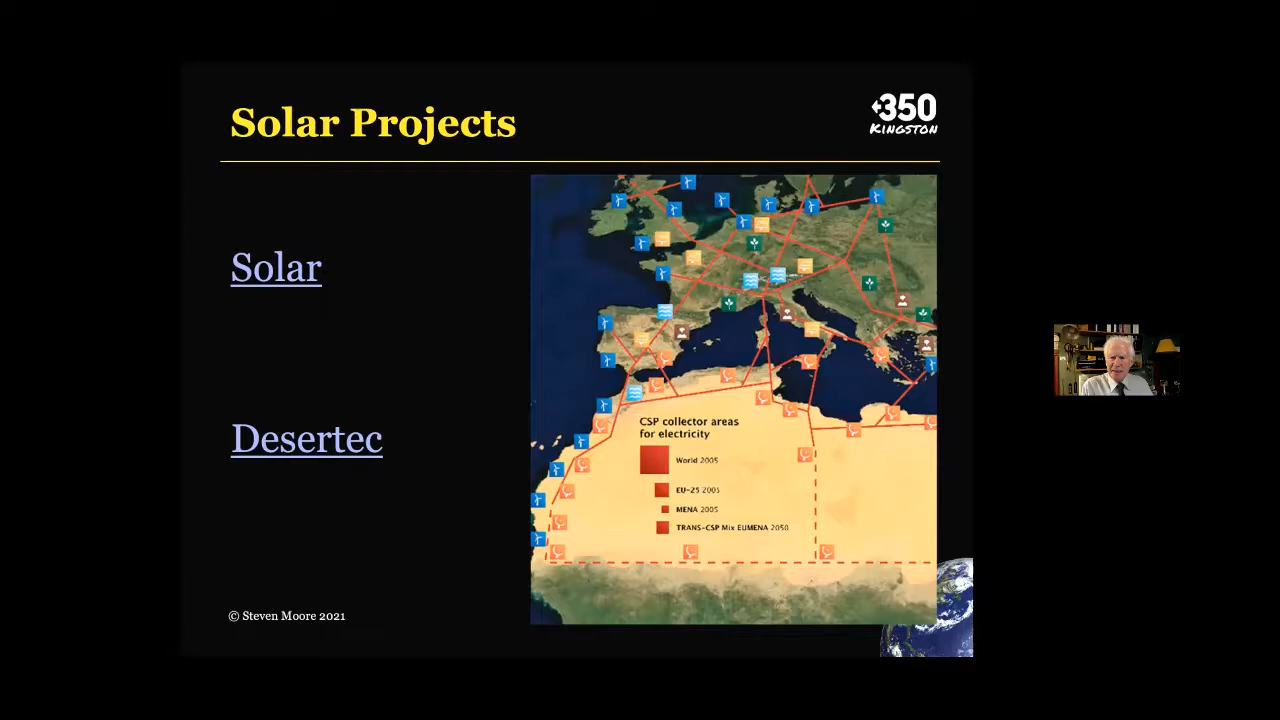 Solar Projects
350
KINGSTON
Solar
Desertec
CSP collector areas
for electricity
World 2005
EU-25 2005
MENA 2005
TRANS-CSP Mix EUMENA 2050
© Steven Moore 2021